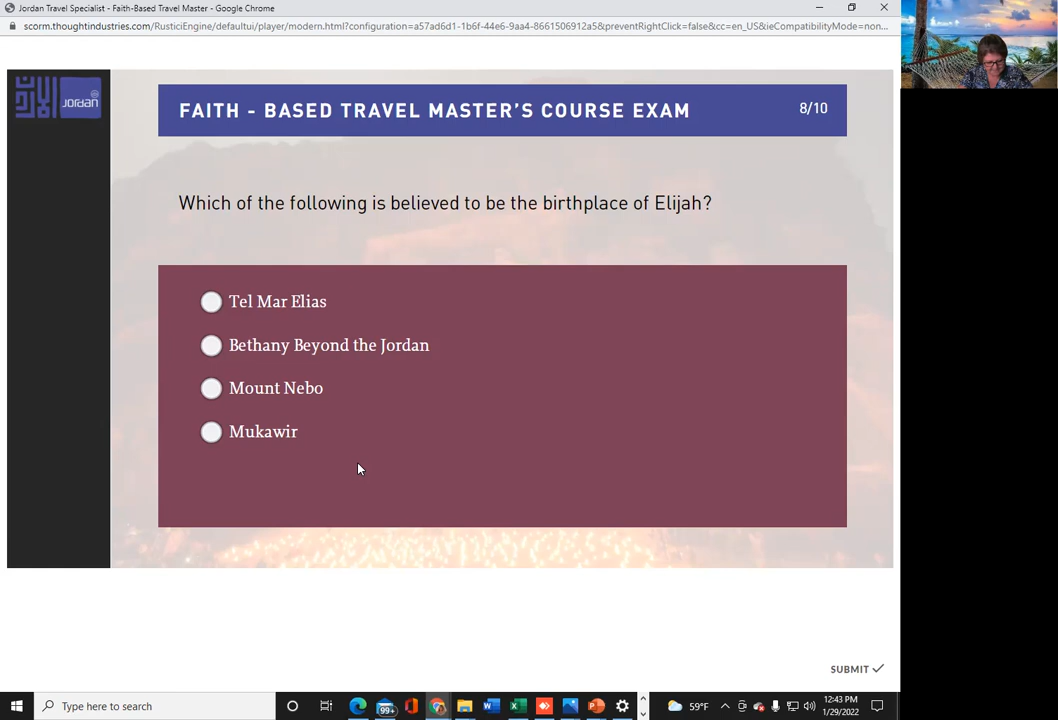 Jordan Travel Specialist - Faith-Based Travel Master - Google Chrome
scorm.thoughtindustries.com/RusticiEngine/defaultui/player/modern.html?configuration=a57ad6d1-1b6f-44e6-9aa4-8661506912a5&preventRightClick=false&cc=en_US&ieCompatibilityMode=non...
الأردن
JORDAN
FAITH - BASED TRAVEL MASTER'S COURSE EXAM
8/10
Which of the following is believed to be the birthplace of Elijah?
Tel Mar Elias
Bethany Beyond the Jordan
Mount Nebo
Mukawir
SUBMIT
Type here to search
99+
59°F
12:43 PM
1/29/2022